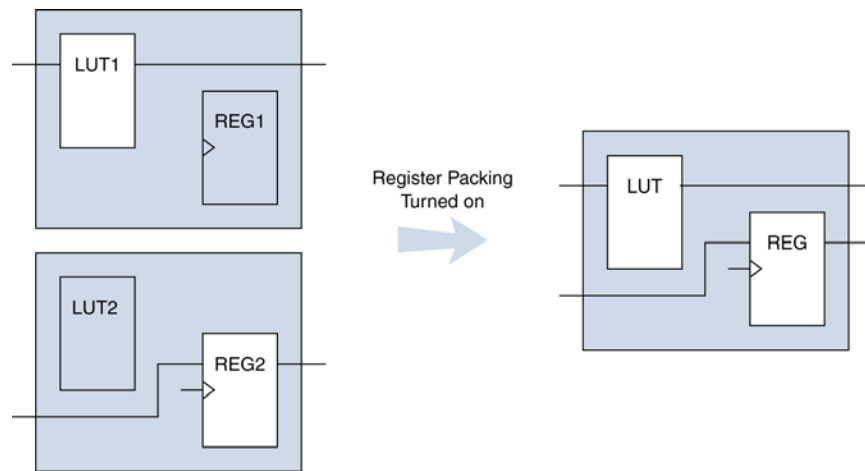 LUT1
REG1
LUT2
REG2
Register Packing
Turned on
LUT
REG